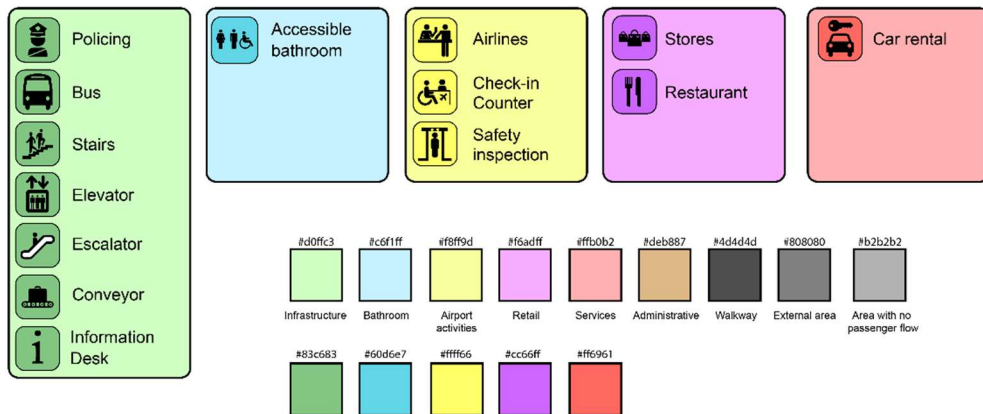 Policing
Bus
Stairs
Elevator
Escalator
Conveyor
Information
Desk
Accessible
bathroom
Airlines
Check-in
Counter
Safety
inspection
Stores
Restaurant
Car rental
#d0ffc3 #c6f1ff #f8ff9d #f6adff #ffb0b2 #deb887 #4d4d4d #808080 #b2b2b2
Infrastructure Bathroom Airport activities Retail Services Administrative Walkway External area Area with no passenger flow
#83c683 #60d6e7 #ffff66 #cc66ff #ff6961